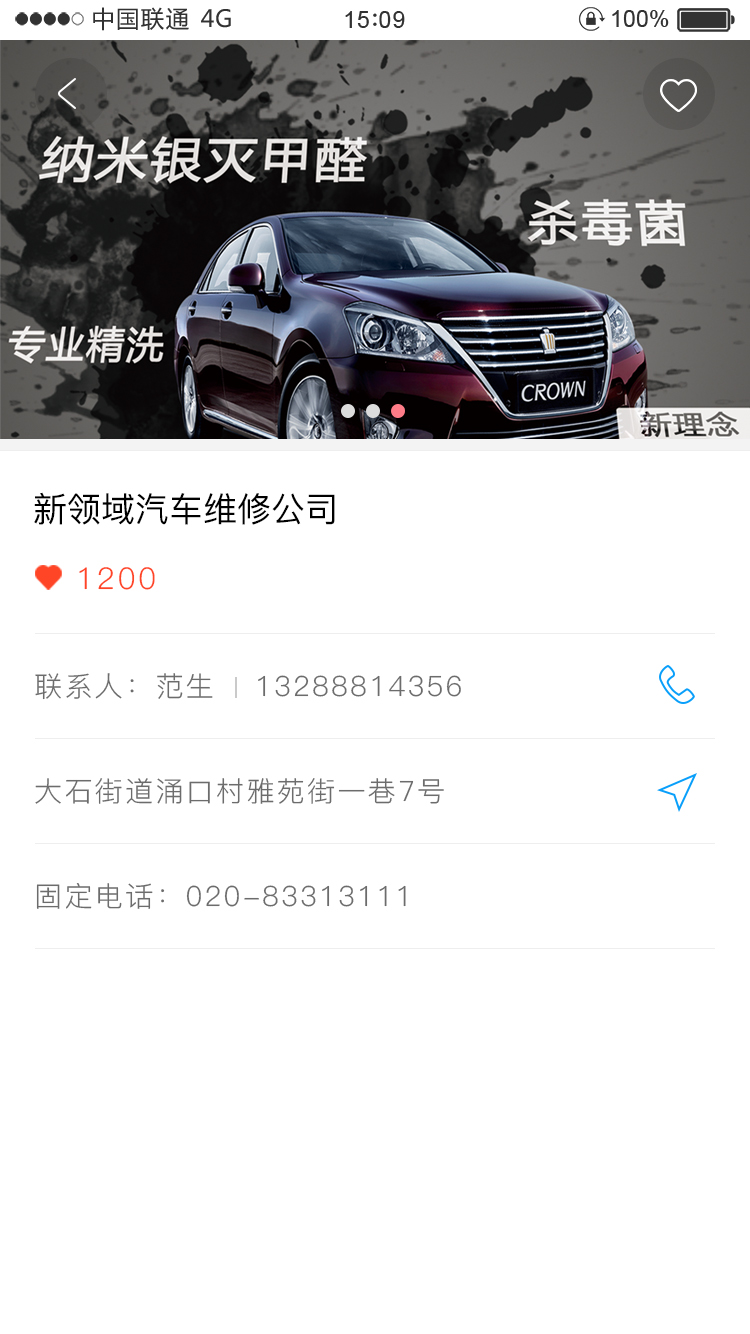 中国联通 4G 15:09 100%
纳米银灭甲醛
杀毒菌
专业精洗
CROWN
新理念
新领域汽车维修公司
1200
联系人：范生 | 13288814356
大石街道涌口村雅苑街一巷7号
固定电话：020-83313111